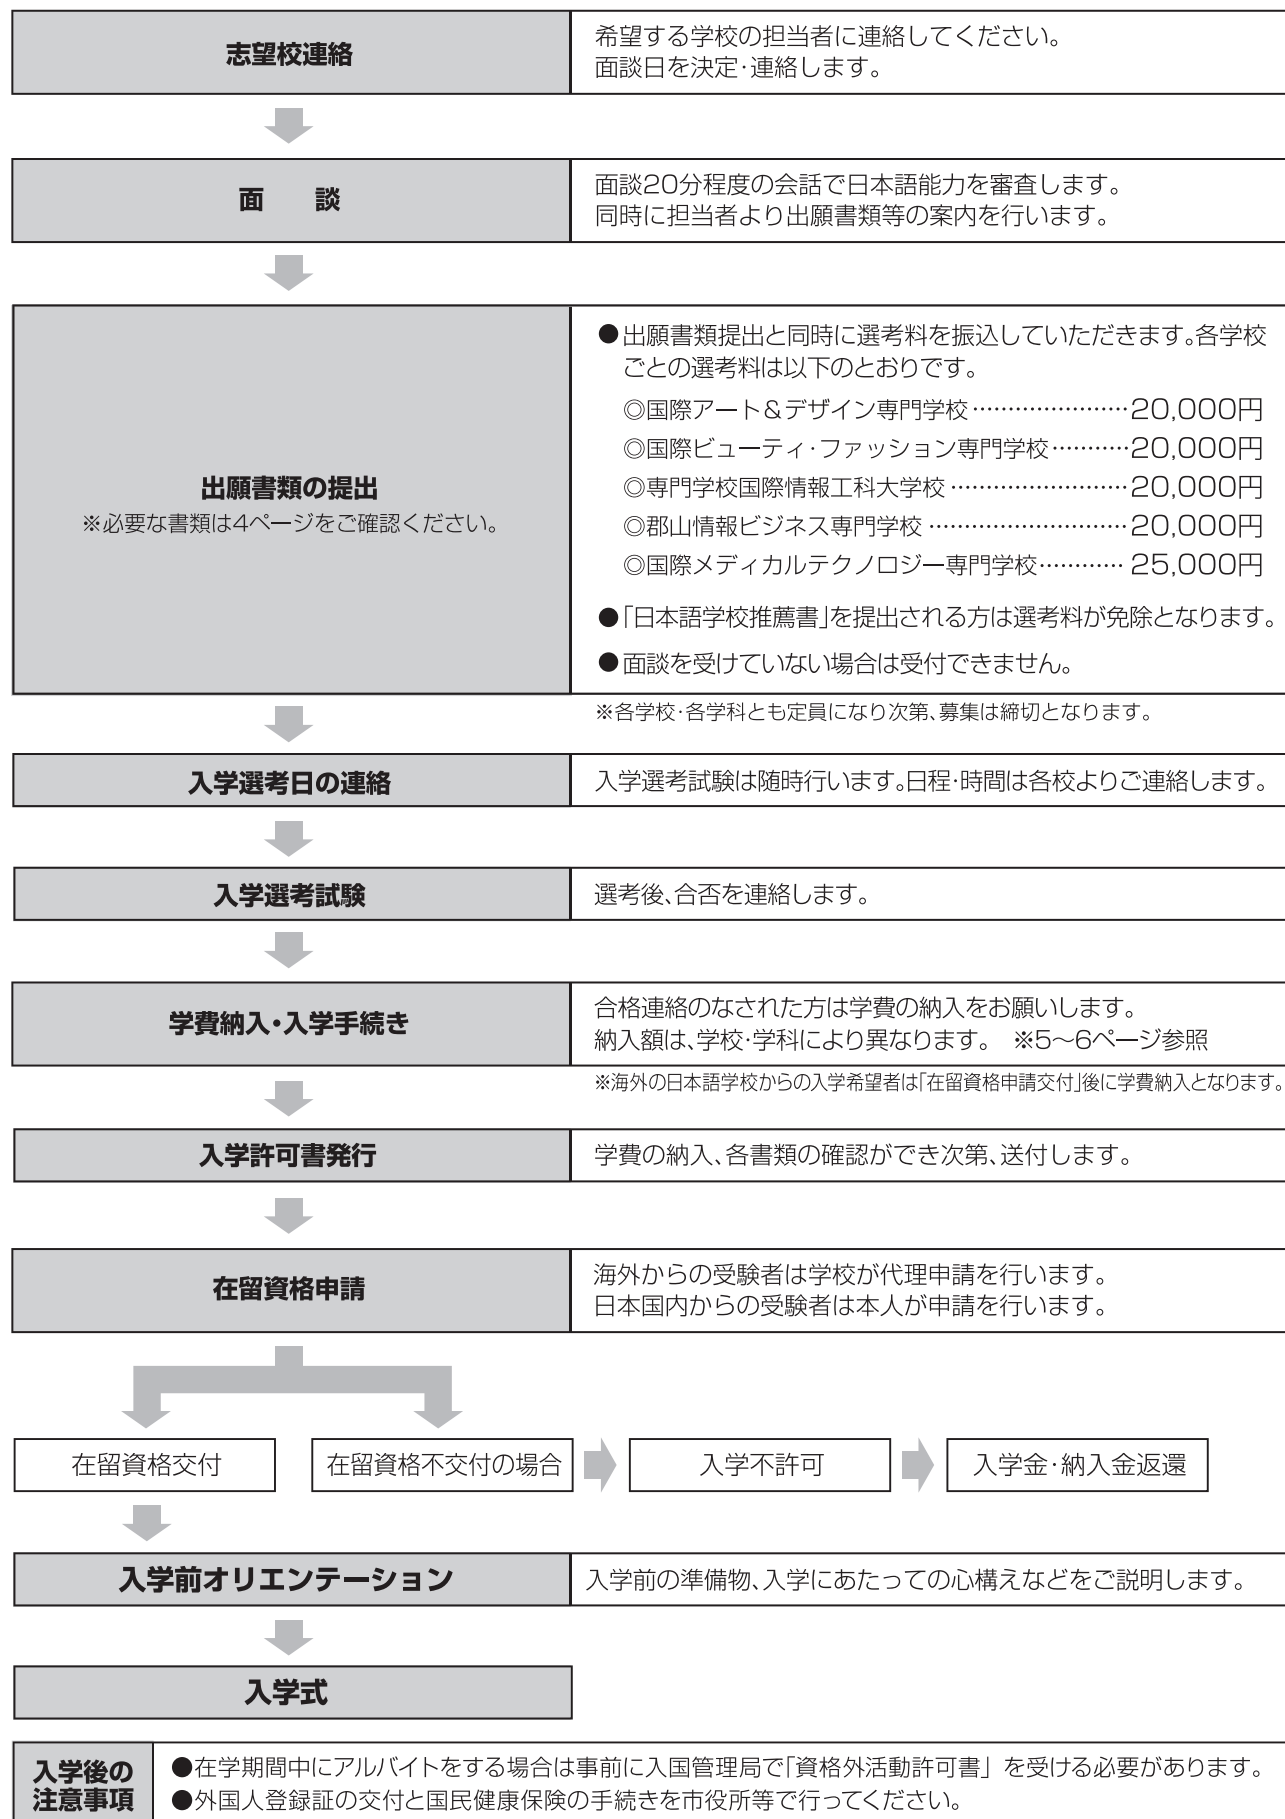 志望校連絡
希望する学校の担当者に連絡してください。
面談日を決定・連絡します。
面　談
面談20分程度の会話で日本語能力を審査します。
同時に担当者より出願書類等の案内を行います。
出願書類の提出
※必要な書類は4ページをご確認ください。
●出願書類提出と同時に選考料を振込していただきます。各学校
ごとの選考料は以下のとおりです。
◎国際アート＆デザイン専門学校……………………20,000円
◎国際ビューティ・ファッション専門学校…………20,000円
◎専門学校国際情報工科大学校………………………20,000円
◎郡山情報ビジネス専門学校…………………………20,000円
◎国際メディカルテクノロジー専門学校…………25,000円
●「日本語学校推薦書」を提出される方は選考料が免除となります。
●面談を受けていない場合は受付できません。
※各学校・各学科とも定員になり次第、募集は締切となります。
入学選考日の連絡
入学選考試験は随時行います。日程・時間は各校よりご連絡します。
入学選考試験
選考後、合否を連絡します。
学費納入・入学手続き
合格連絡のなされた方は学費の納入をお願いします。
納入額は、学校・学科により異なります。　※5〜6ページ参照
※海外の日本語学校からの入学希望者は「在留資格申請交付」後に学費納入となります。
入学許可書発行
学費の納入、各書類の確認ができ次第、送付します。
在留資格申請
海外からの受験者は学校が代理申請を行います。
日本国内からの受験者は本人が申請を行います。
在留資格交付
在留資格不交付の場合
入学不許可
入学金・納入金返還
入学前オリエンテーション
入学前の準備物、入学にあたっての心構えなどをご説明します。
入学式
入学後の
注意事項
●在学期間中にアルバイトをする場合は事前に入国管理局で「資格外活動許可書」を受ける必要があります。
●外国人登録証の交付と国民健康保険の手続きを市役所等で行ってください。